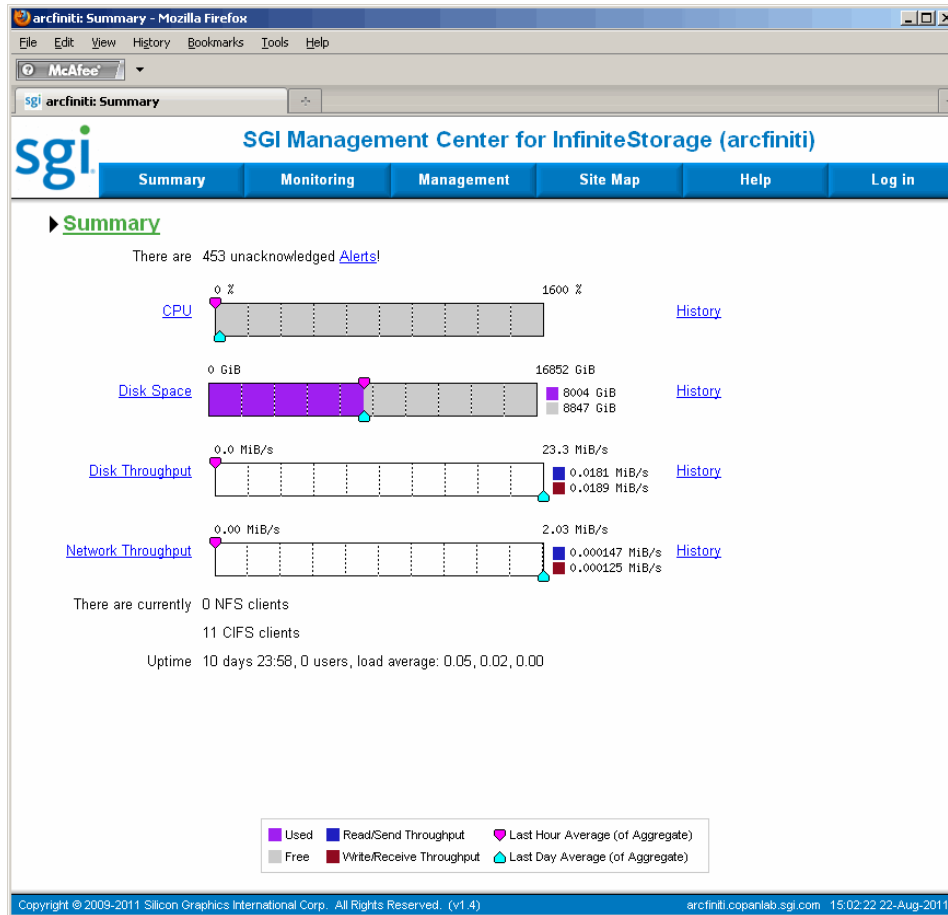 arcfiniti: Summary - Mozilla Firefox
File Edit View History Bookmarks Tools Help
McAfee
sgi arcfiniti: Summary
sgi
SGI Management Center for InfiniteStorage (arcfiniti)
Summary Monitoring Management Site Map Help Log in
Summary
There are 453 unacknowledged Alerts!
0 % 1600 %
CPU History
0 GiB 16852 GiB
Disk Space 8004 GiB History
8847 GiB
0.0 MiB/s 23.3 MiB/s
Disk Throughput 0.0181 MiB/s History
0.0189 MiB/s
0.00 MiB/s 2.03 MiB/s
Network Throughput 0.000147 MiB/s History
0.000125 MiB/s
There are currently 0 NFS clients
11 CIFS clients
Uptime 10 days 23:58, 0 users, load average: 0.05, 0.02, 0.00
Used Read/Send Throughput Last Hour Average (of Aggregate)
Free Write/Receive Throughput Last Day Average (of Aggregate)
Copyright © 2009-2011 Silicon Graphics International Corp. All Rights Reserved. (v1.4) arcfiniti.copanlab.sgi.com 15:02:22 22-Aug-2011